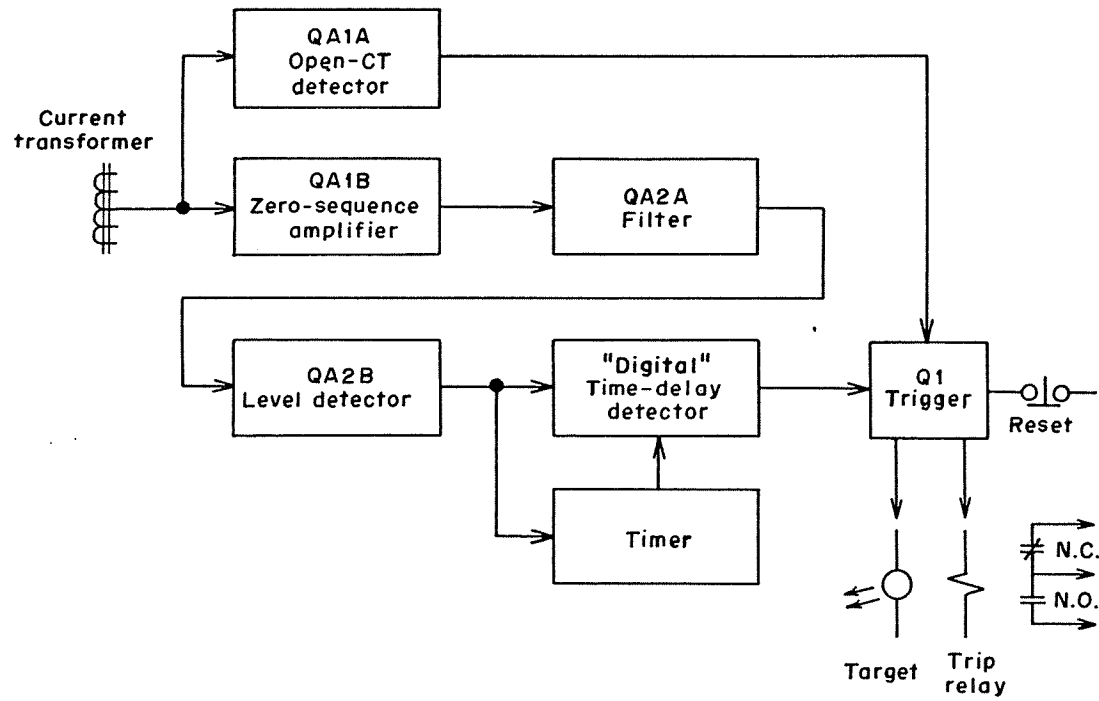 QA1A
Open-CT
detector
Current
transformer
QA1B
Zero-sequence
amplifier
QA2A
Filter
QA2B
Level detector
"Digital"
Time-delay
detector
Q1
Trigger
Reset
Timer
N.C.
N.O.
Target
Trip
relay